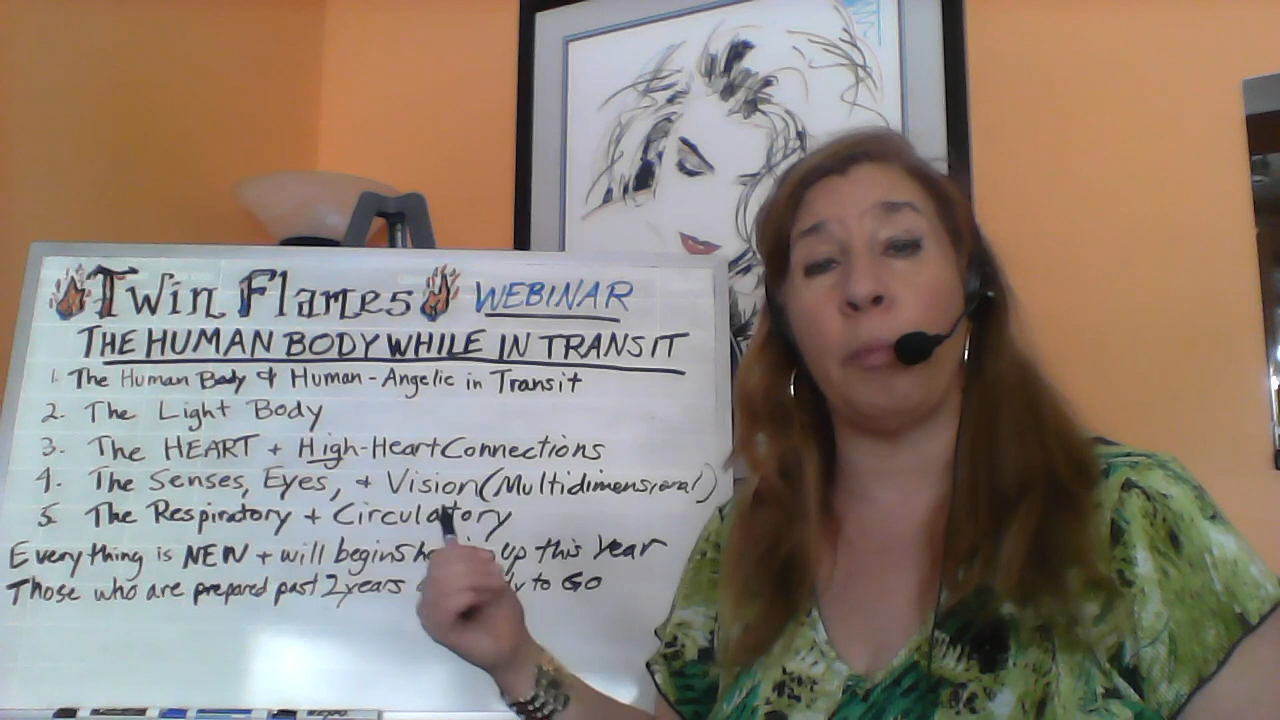 Twin Flames WEBINAR
THE HUMAN BODY WHILE IN TRANSIT
1. The Human Body & Human-Angelic in Transit
2. The Light Body
3. The HEART + High-Heart Connections
4. The Senses, Eyes, & Vision (Multidimensional)
5. The Respiratory + Circulatory
Everything is NEW + will begin up this Year
Those who are prepared past 2 years to GO